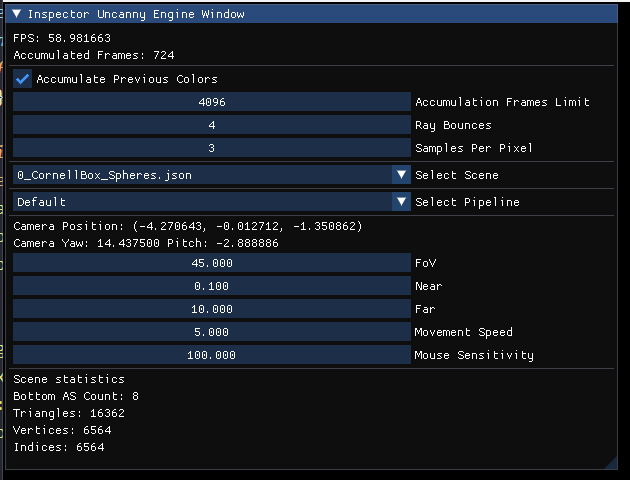 Inspector Uncanny Engine Window
FPS: 58.981663
Accumulated Frames: 724
Accumulate Previous Colors
4096 Accumulation Frames Limit
4 Ray Bounces
3 Samples Per Pixel
0_CornellBox_Spheres.json Select Scene
Default Select Pipeline
Camera Position: (-4.270643, -0.012712, -1.350862)
Camera Yaw: 14.437500 Pitch: -2.888886
45.000 FoV
0.100 Near
10.000 Far
5.000 Movement Speed
100.000 Mouse Sensitivity
Scene statistics
Bottom AS Count: 8
Triangles: 16362
Vertices: 6564
Indices: 6564